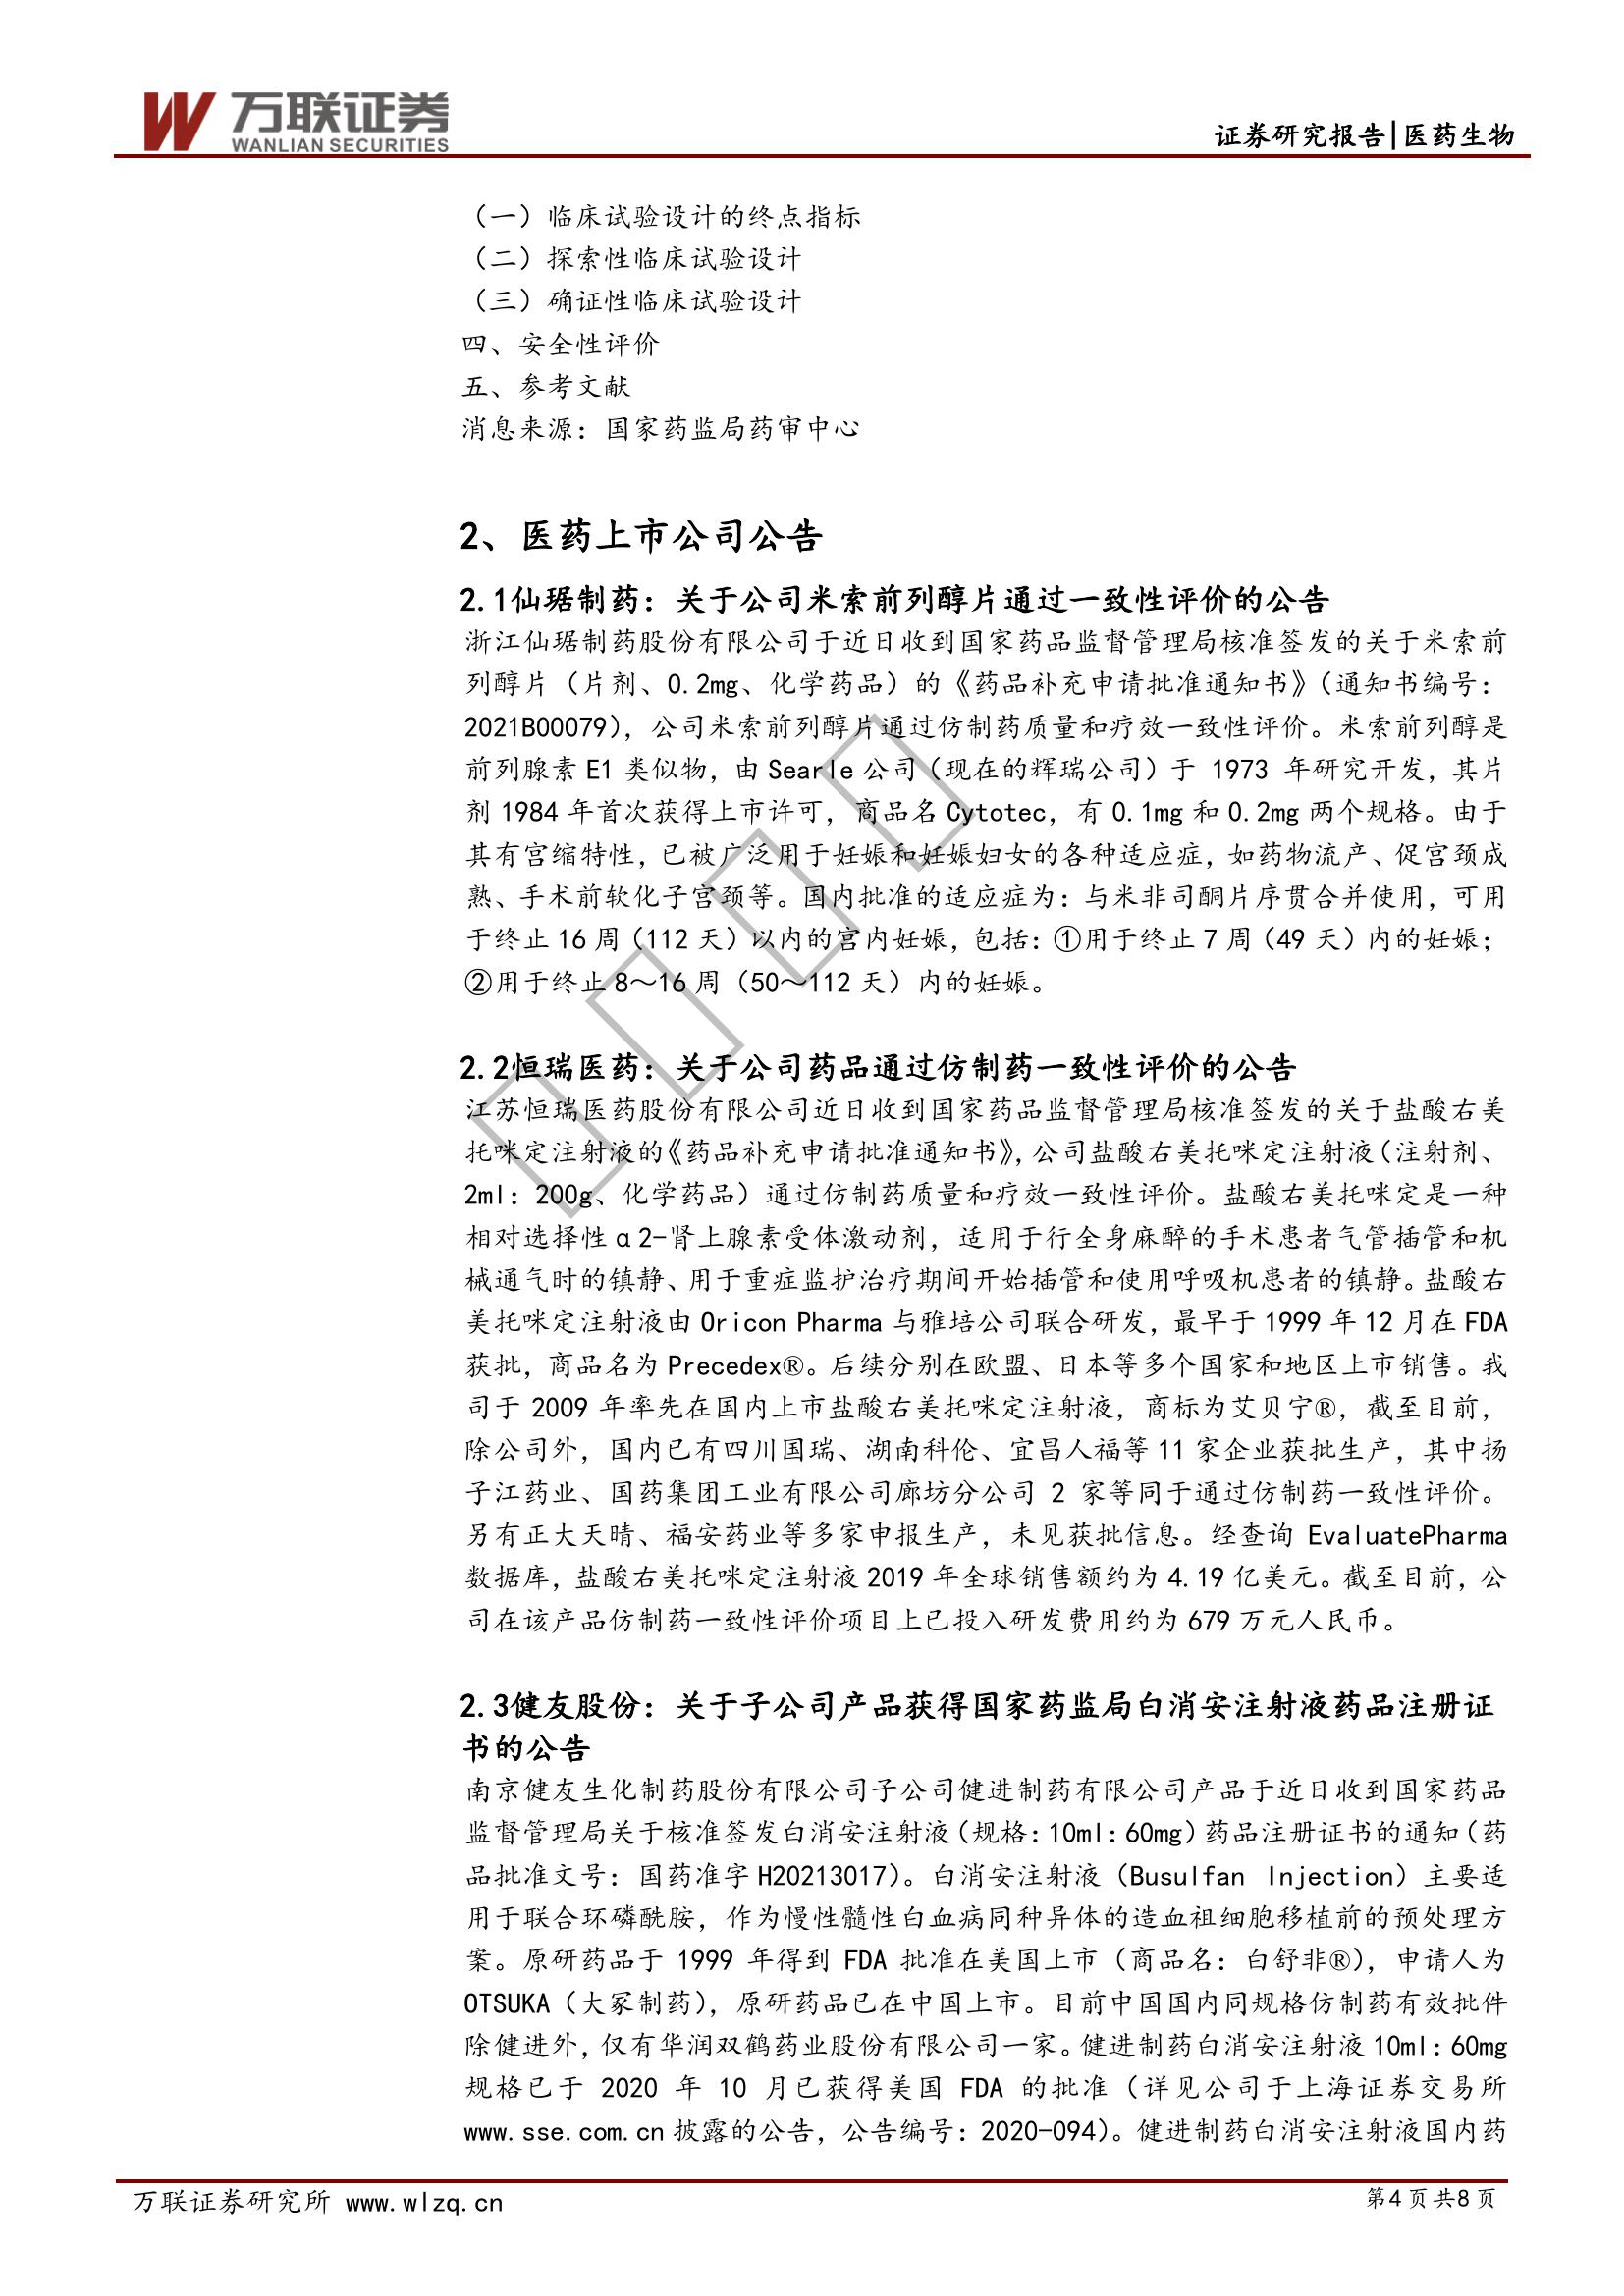 万联证券
WANLIAN SECURITIES
证券研究报告|医药生物
（一）临床试验设计的终点指标
（二）探索性临床试验设计
（三）确证性临床试验设计
四、安全性评价
五、参考文献
消息来源：国家药监局药审中心
2、医药上市公司公告
2.1仙琚制药：关于公司米索前列醇片通过一致性评价的公告
浙江仙琚制药股份有限公司于近日收到国家药品监督管理局核准签发的关于米索前
列醇片（片剂、0.2mg、化学药品）的《药品补充申请批准通知书》（通知书编号：
2021B00079），公司米索前列醇片通过仿制药质量和疗效一致性评价。米索前列醇是
前列腺素 E1 类似物，由 Searle 公司（现在的辉瑞公司）于 1973 年研究开发，其片
剂 1984 年首次获得上市许可，商品名 Cytotec，有 0.1mg 和 0.2mg 两个规格。由于
其有宫缩特性，已被广泛用于妊娠和妊娠妇女的各种适应症，如药物流产、促宫颈成
熟、手术前软化子宫颈等。国内批准的适应症为：与米非司酮片序贯合并使用，可用
于终止 16 周（112 天）以内的宫内妊娠，包括：①用于终止 7 周（49 天）内的妊娠；
②用于终止 8～16 周（50～112 天）内的妊娠。
2.2恒瑞医药：关于公司药品通过仿制药一致性评价的公告
江苏恒瑞医药股份有限公司近日收到国家药品监督管理局核准签发的关于盐酸右美
托咪定注射液的《药品补充申请批准通知书》，公司盐酸右美托咪定注射液（注射剂、
2ml：200g、化学药品）通过仿制药质量和疗效一致性评价。盐酸右美托咪定是一种
相对选择性 α2-肾上腺素受体激动剂，适用于行全身麻醉的手术患者气管插管和机
械通气时的镇静、用于重症监护治疗期间开始插管和使用呼吸机患者的镇静。盐酸右
美托咪定注射液由 Oricon Pharma 与雅培公司联合研发，最早于 1999 年 12 月在 FDA
获批，商品名为 Precedex®。后续分别在欧盟、日本等多个国家和地区上市销售。我
司于 2009 年率先在国内上市盐酸右美托咪定注射液，商标为艾贝宁®，截至目前，
除公司外，国内已有四川国瑞、湖南科伦、宜昌人福等 11 家企业获批生产，其中扬
子江药业、国药集团工业有限公司廊坊分公司 2 家等同于通过仿制药一致性评价。
另有正大天晴、福安药业等多家申报生产，未见获批信息。经查询 EvaluatePharma
数据库，盐酸右美托咪定注射液 2019 年全球销售额约为 4.19 亿美元。截至目前，公
司在该产品仿制药一致性评价项目上已投入研发费用约为 679 万元人民币。
2.3健友股份：关于子公司产品获得国家药监局白消安注射液药品注册证
书的公告
南京健友生化制药股份有限公司子公司健进制药有限公司产品于近日收到国家药品
监督管理局关于核准签发白消安注射液（规格：10ml：60mg）药品注册证书的通知（药
品批准文号：国药准字 H20213017）。白消安注射液（Busulfan Injection）主要适
用于联合环磷酰胺，作为慢性髓性白血病同种异体的造血祖细胞移植前的预处理方
案。原研药品于 1999 年得到 FDA 批准在美国上市（商品名：白舒非®），申请人为
OTSUKA（大冢制药），原研药品已在中国上市。目前中国国内同规格仿制药有效批件
除健进外，仅有华润双鹤药业股份有限公司一家。健进制药白消安注射液 10ml：60mg
规格已于 2020 年 10 月已获得美国 FDA 的批准（详见公司于上海证券交易所
www.sse.com.cn 披露的公告，公告编号：2020-094）。健进制药白消安注射液国内药
万联证券研究所 www.wlzq.cn
第4页共8页